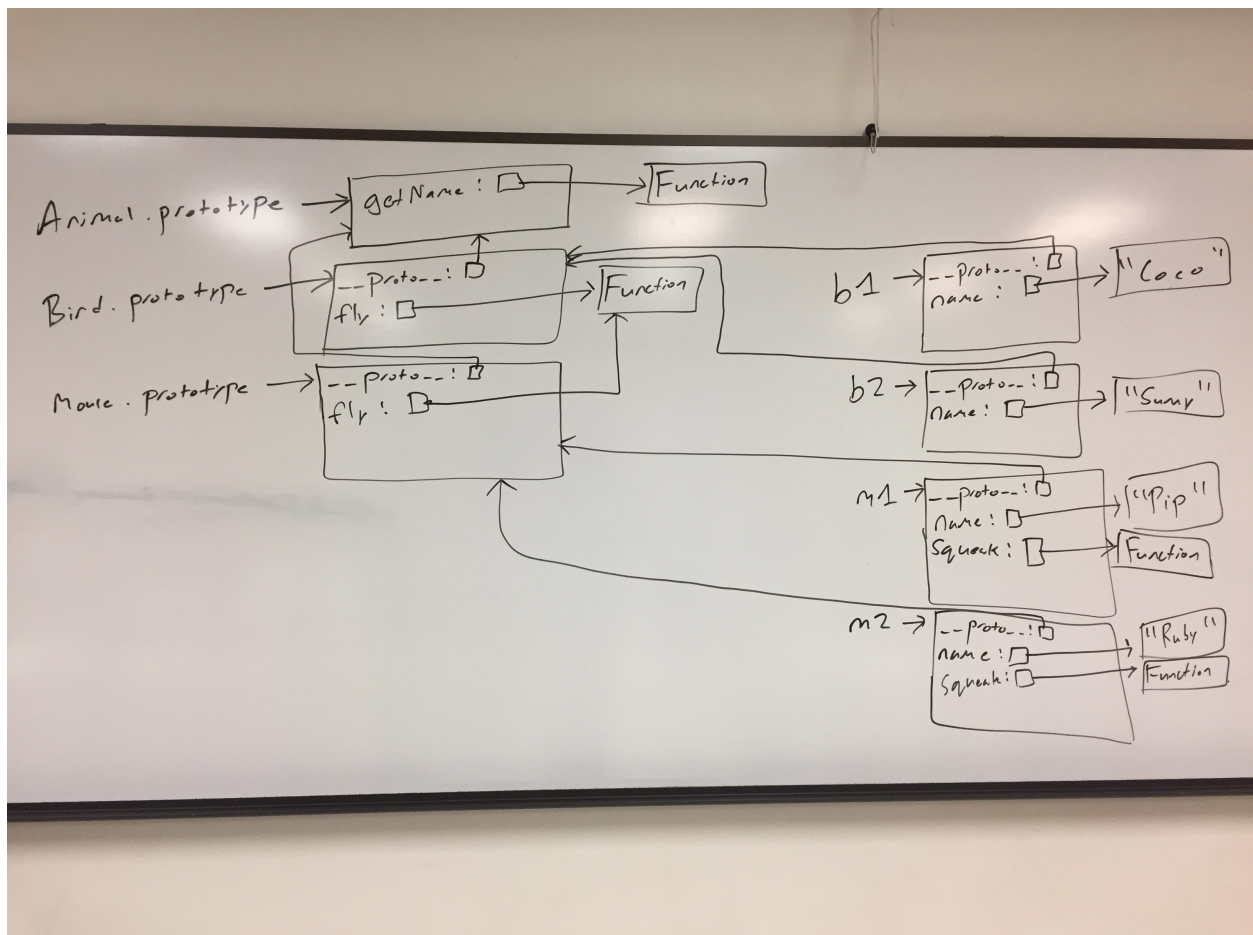 Animal.prototype
getName:
Function
Bird.prototype
__proto__:
fly:
Function
Mouse.prototype
__proto__:
fly:
b1
__proto__:
name:
"Coco"
b2
__proto__:
name:
"Sunny"
m1
__proto__:
name:
"Pip"
Squeak:
Function
m2
__proto__:
name:
"Ruby"
Squeak:
Function